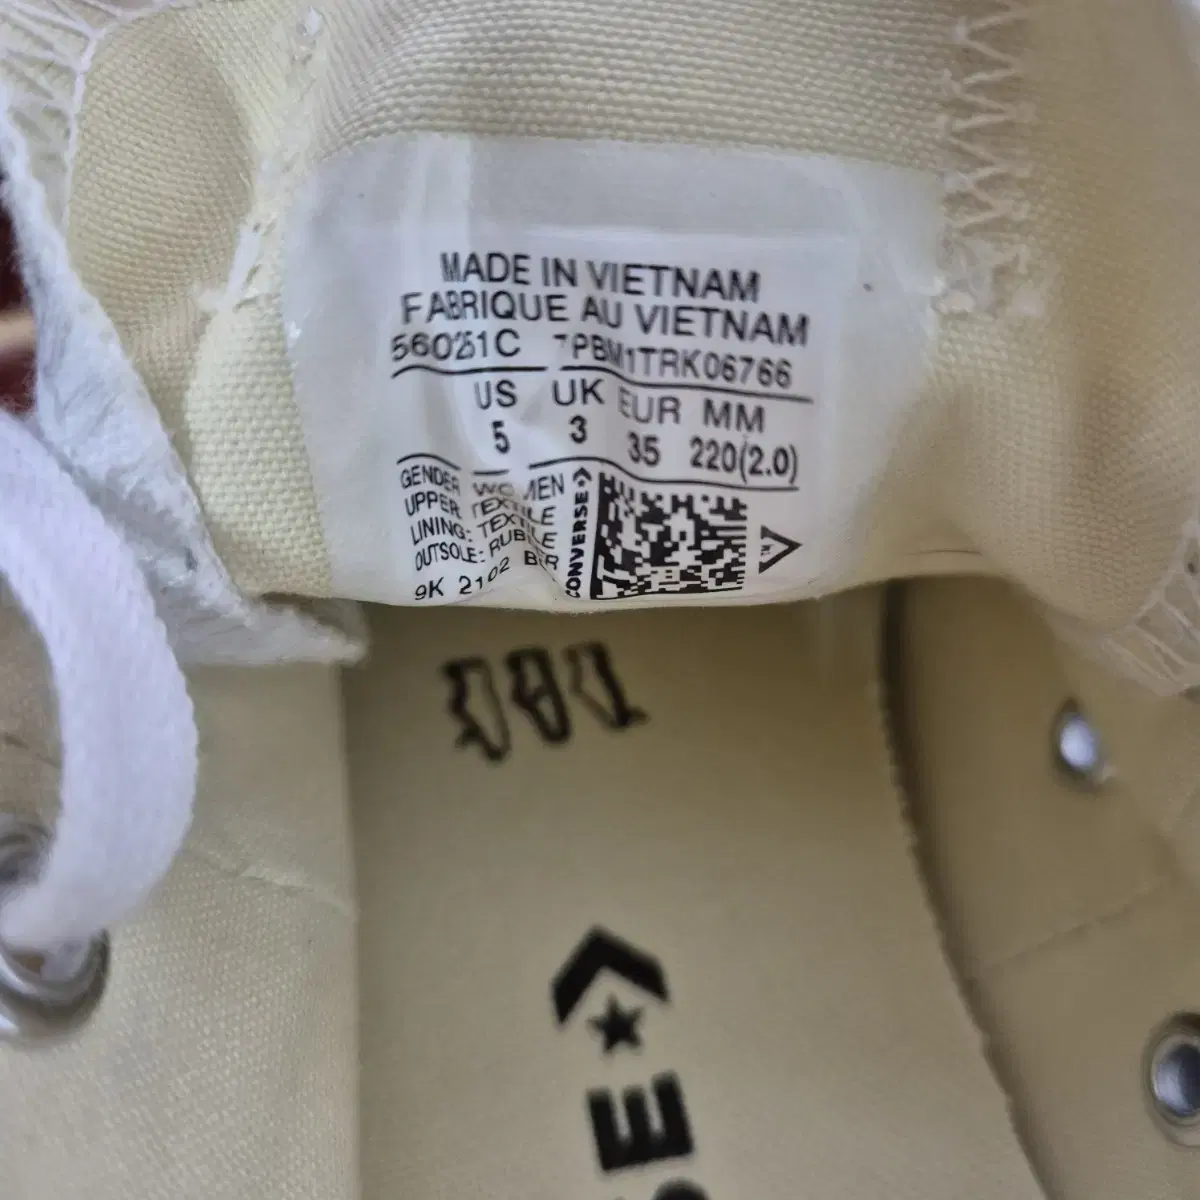 MADE IN VIETNAM
FABRIQUE AU VIETNAM
560251C 7PBM1TRK06766
US UK EUR MM
5 3 35 220(2.0)
GENDER: WOMEN
UPPER: TEXTILE
LINING: TEXTILE
OUTSOLE: RUBBER
9K 2102
CONVERSE